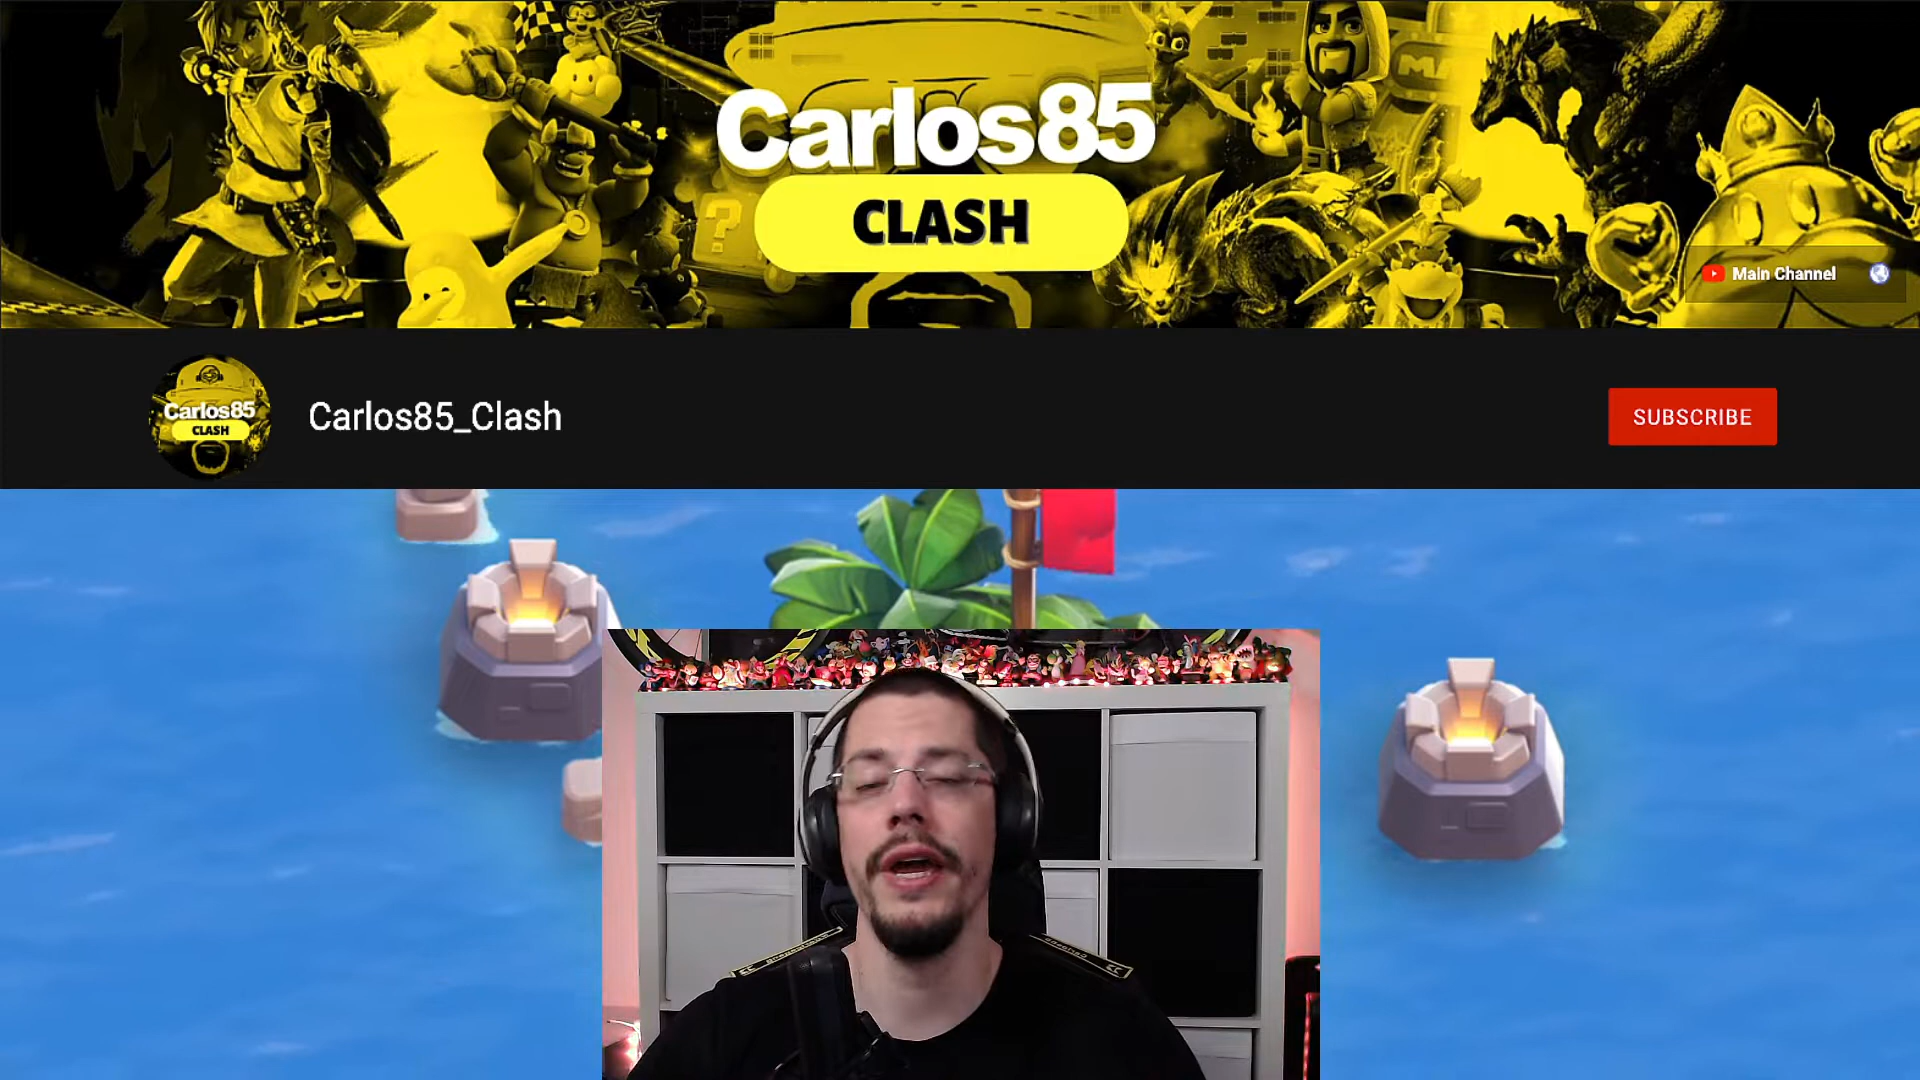 Carlos85
CLASH
Main Channel
Carlos85
CLASH
Carlos85_Clash
SUBSCRIBE